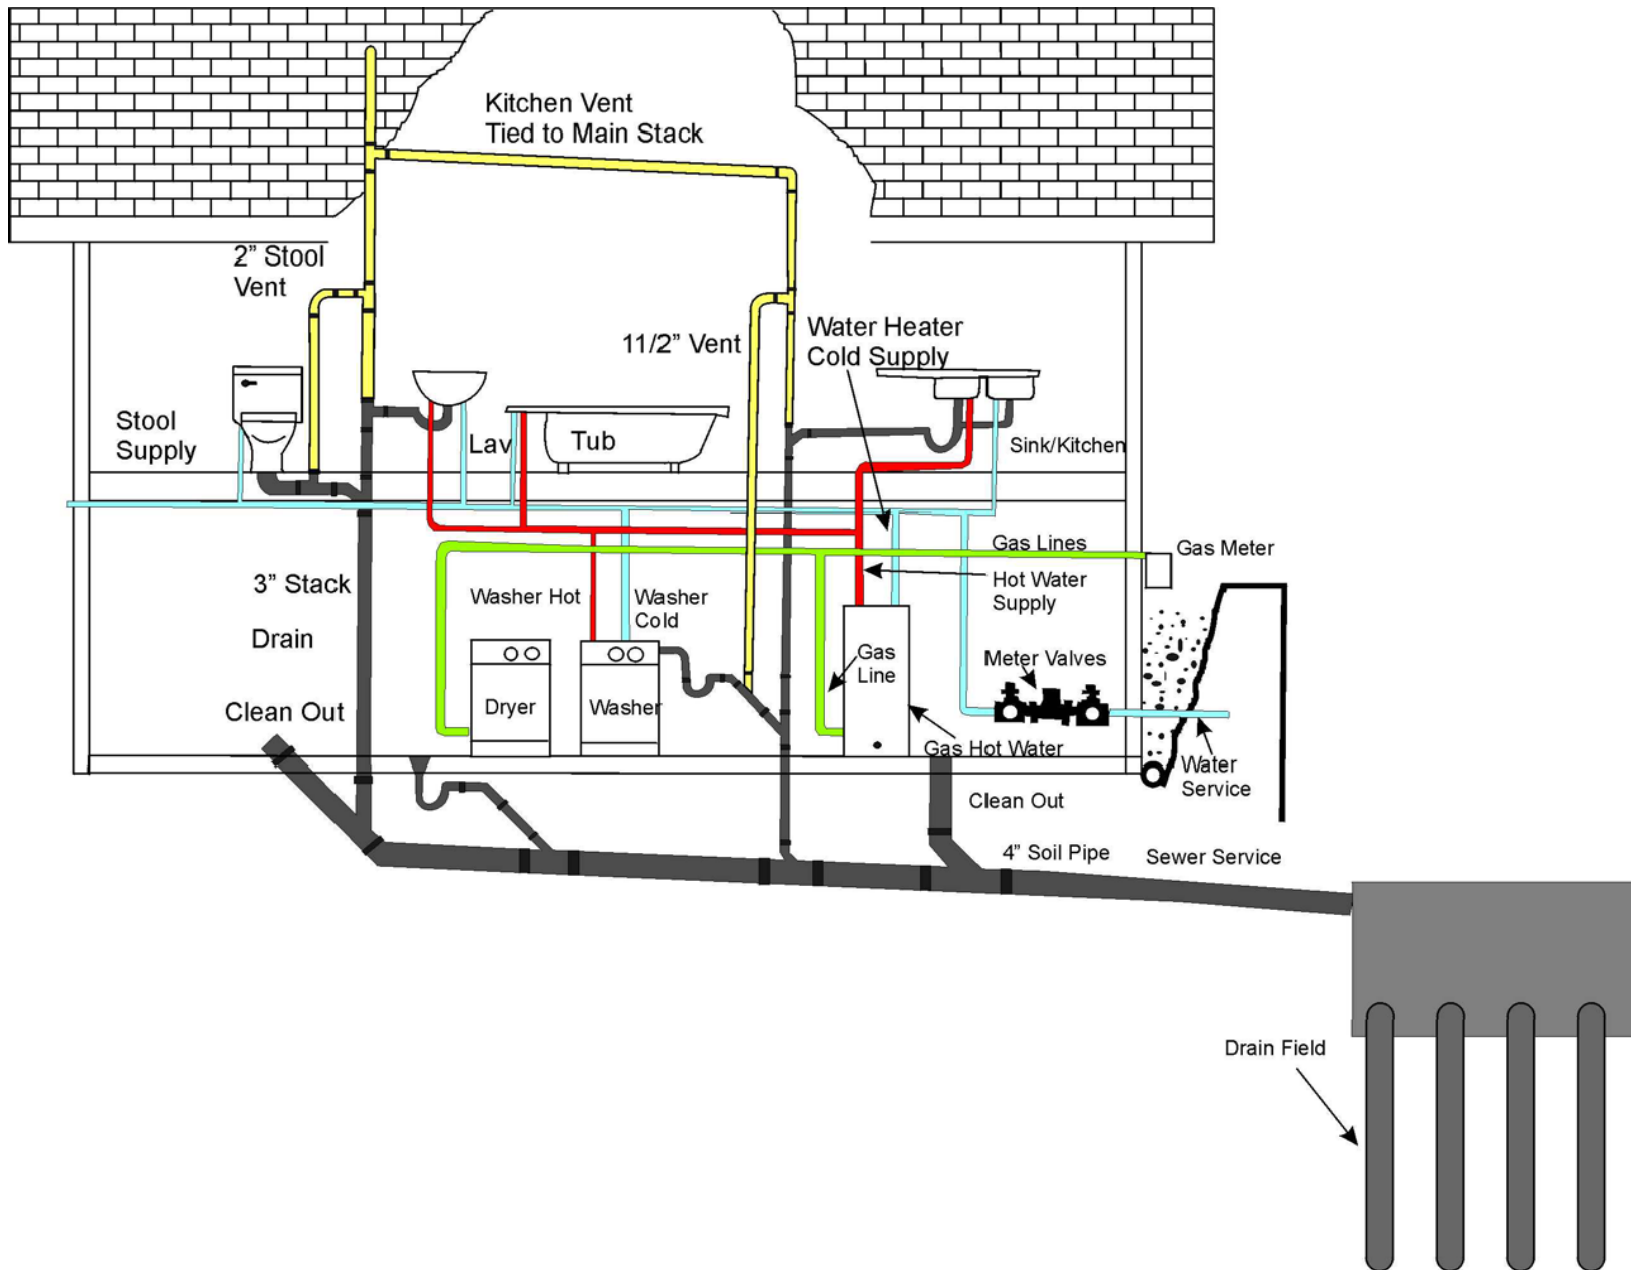 Kitchen Vent
Tied to Main Stack
2” Stool
Vent
11/2” Vent
Water Heater
Cold Supply
Stool
Supply
Lav
Tub
Sink/Kitchen
Gas Lines
Gas Meter
3” Stack
Washer Hot
Washer
Cold
Hot Water
Supply
Drain
Gas
Line
Meter Valves
Clean Out
Dryer
Washer
Gas Hot Water
Water
Service
Clean Out
4” Soil Pipe
Sewer Service
Drain Field